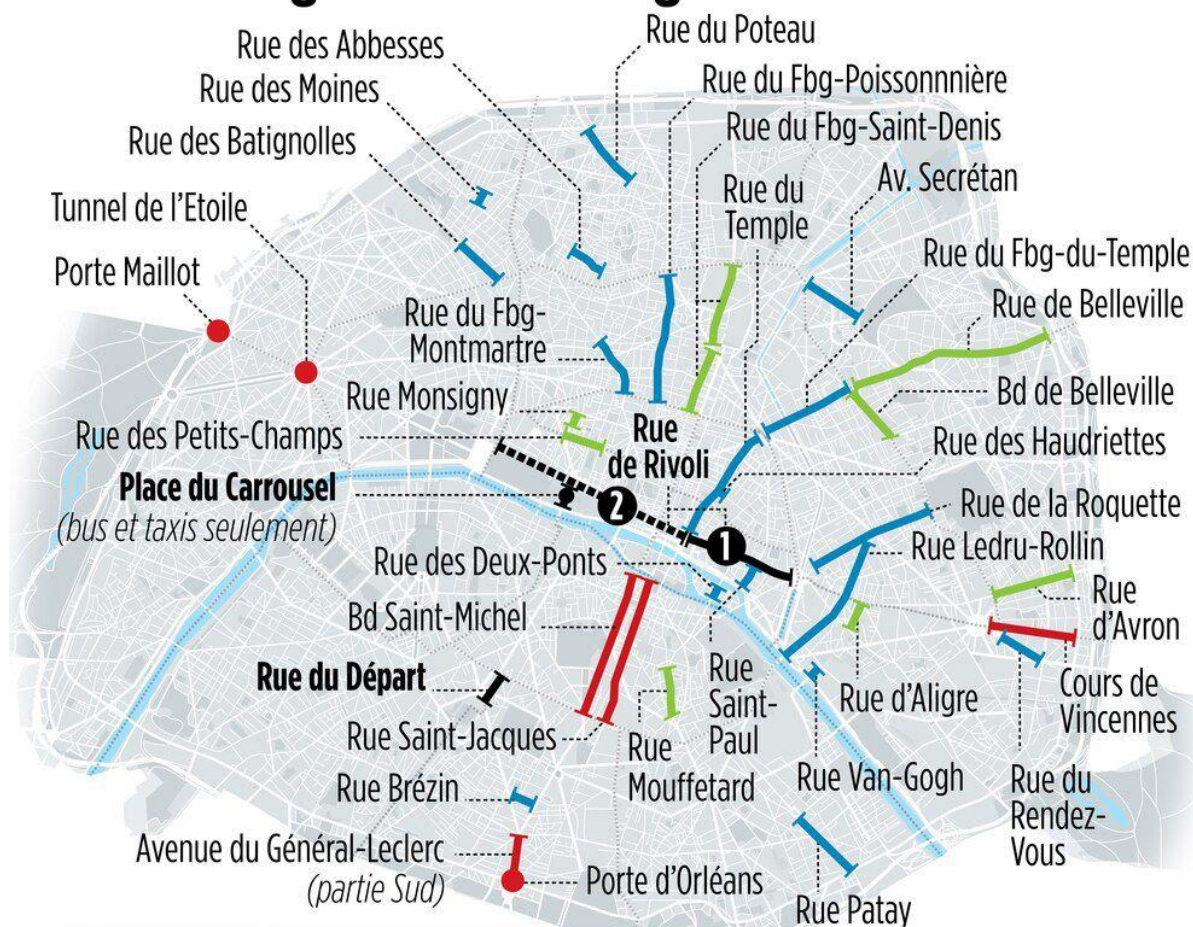 Rue du Poteau
Rue des Abbesses
Rue des Moines
Rue du Fbg-Poissonnnière
Rue des Batignolles
Rue du Fbg-Saint-Denis
Tunnel de l'Etoile
Rue du
Temple
Av. Secrétan
Porte Maillot
Rue du Fbg-du-Temple
Rue de Belleville
Rue du Fbg-
Montmartre
Rue Monsigny
Bd de Belleville
Rue des Petits-Champs
Rue
de Rivoli
Rue des Haudriettes
Place du Carrousel
(bus et taxis seulement)
2
1
Rue de la Roquette
Rue Ledru-Rollin
Rue des Deux-Ponts
Bd Saint-Michel
Rue
d'Avron
Rue du Départ
Rue
Saint-
Paul
Rue d'Aligre
Cours de
Vincennes
Rue Saint-Jacques
Rue
Mouffetard
Rue Van-Gogh
Rue du
Rendez-
Vous
Rue Brézin
Avenue du Général-Leclerc
(partie Sud)
Porte d'Orléans
Rue Patay